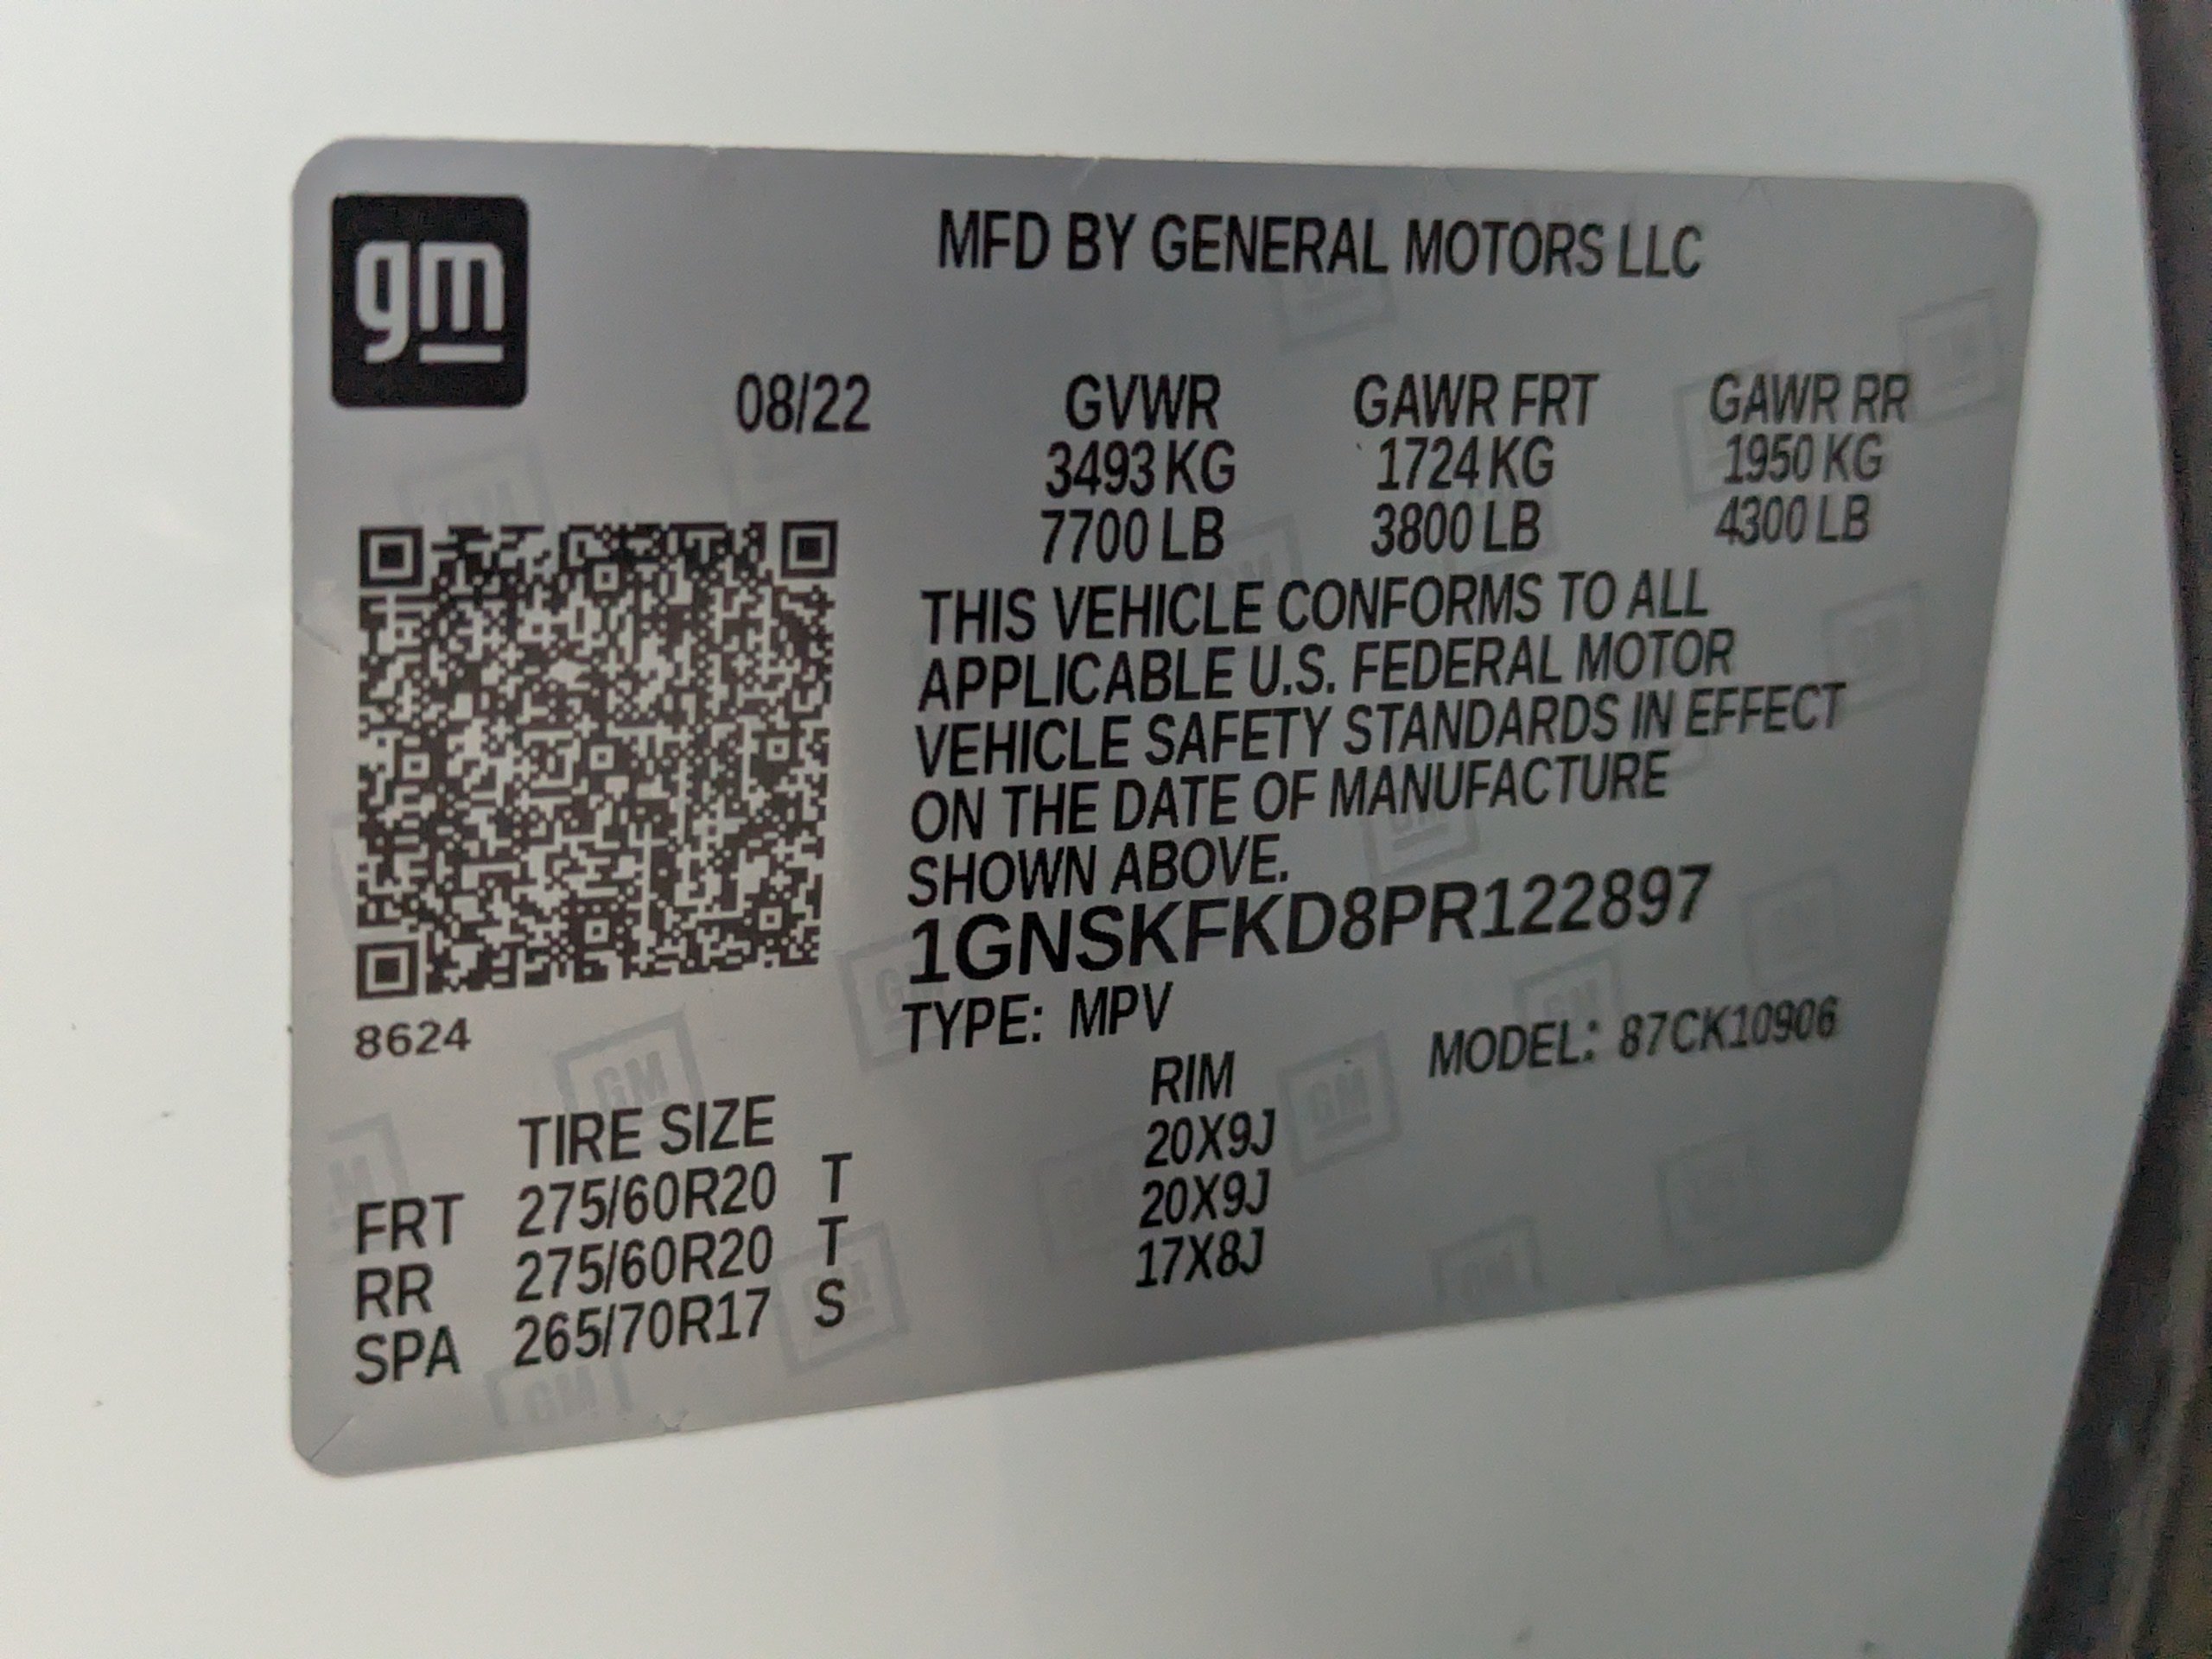 gm
MFD BY GENERAL MOTORS LLC
08/22 GVWR GAWR FRT GAWR RR
3493 KG 1724 KG 1950 KG
7700 LB 3800 LB 4300 LB
THIS VEHICLE CONFORMS TO ALL
APPLICABLE U.S. FEDERAL MOTOR
VEHICLE SAFETY STANDARDS IN EFFECT
ON THE DATE OF MANUFACTURE
SHOWN ABOVE.
1GNSKFKD8PR122897
8624
TYPE: MPV MODEL: 87CK10906
TIRE SIZE RIM
FRT 275/60R20 T 20X9J
RR 275/60R20 T 20X9J
SPA 265/70R17 S 17X8J